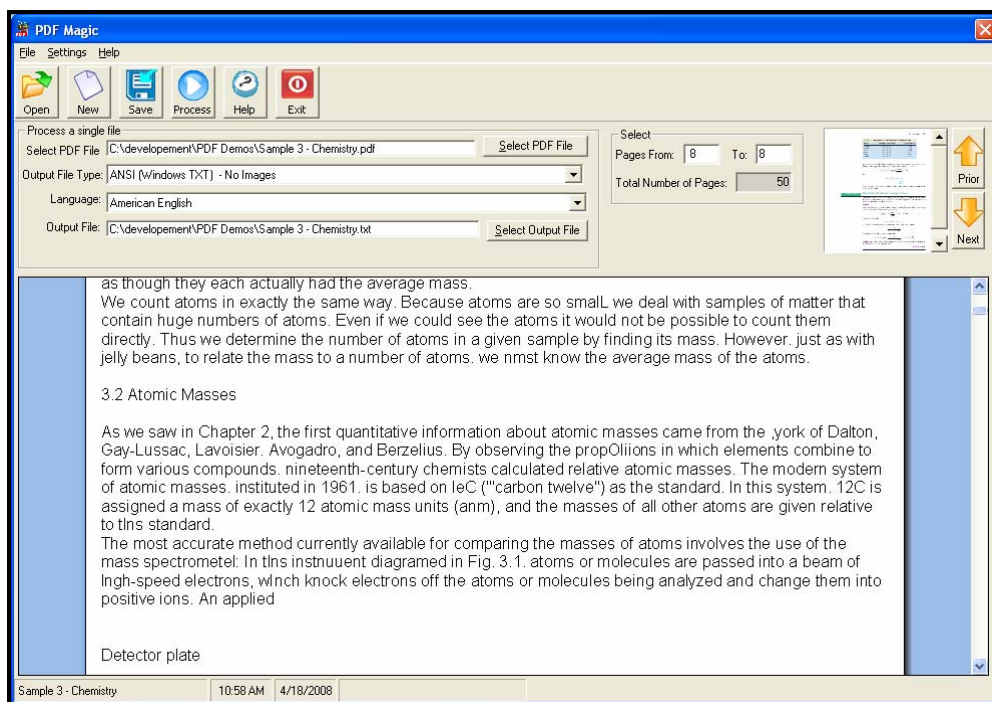 PDF Magic
File Settings Help
Open New Save Process Help Exit
Process a single file
Select PDF File C:\developement\PDF Demos\Sample 3 - Chemistry.pdf Select PDF File
Output File Type: ANSI (Windows TXT) - No Images
Language: American English
Output File: C:\developement\PDF Demos\Sample 3 - Chemistry.txt Select Output File
Select
Pages From: 8 To: 8
Total Number of Pages: 50
Prior
Next
as though they each actually had the average mass.
We count atoms in exactly the same way. Because atoms are so smalL we deal with samples of matter that
contain huge numbers of atoms. Even if we could see the atoms it would not be possible to count them
directly. Thus we determine the number of atoms in a given sample by finding its mass. However. just as with
jelly beans, to relate the mass to a number of atoms. we nmst know the average mass of the atoms.
3.2 Atomic Masses
As we saw in Chapter 2, the first quantitative information about atomic masses came from the ,york of Dalton,
Gay-Lussac, Lavoisier. Avogadro, and Berzelius. By observing the propOliions in which elements combine to
form various compounds. nineteenth-century chemists calculated relative atomic masses. The modern system
of atomic masses. instituted in 1961. is based on leC ("'carbon twelve") as the standard. In this system. 12C is
assigned a mass of exactly 12 atomic mass units (anm), and the masses of all other atoms are given relative
to tlns standard.
The most accurate method currently available for comparing the masses of atoms involves the use of the
mass spectrometel: In tlns instnuuent diagramed in Fig. 3.1. atoms or molecules are passed into a beam of
lngh-speed electrons, wlnch knock electrons off the atoms or molecules being analyzed and change them into
positive ions. An applied
Detector plate
Sample 3 - Chemistry 10:58 AM 4/18/2008